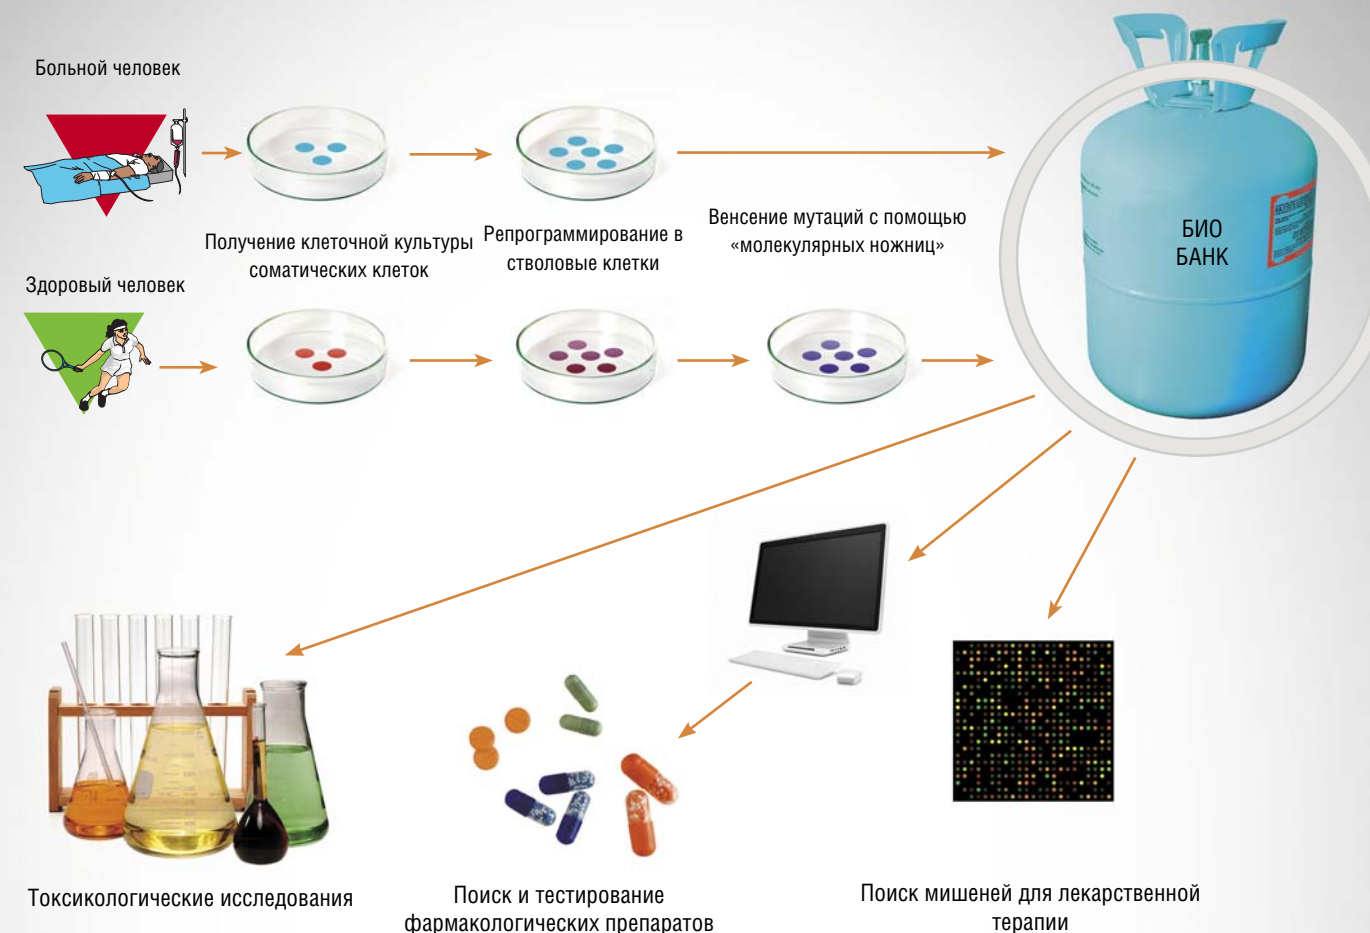 Больной человек
Получение клеточной культуры
соматических клеток
Репрограммирование в
стволовые клетки
Венсение мутаций с помощью
«молекулярных ножниц»
БИО
БАНК
Здоровый человек
Токсикологические исследования
Поиск и тестирование
фармакологических препаратов
Поиск мишеней для лекарственной
терапии